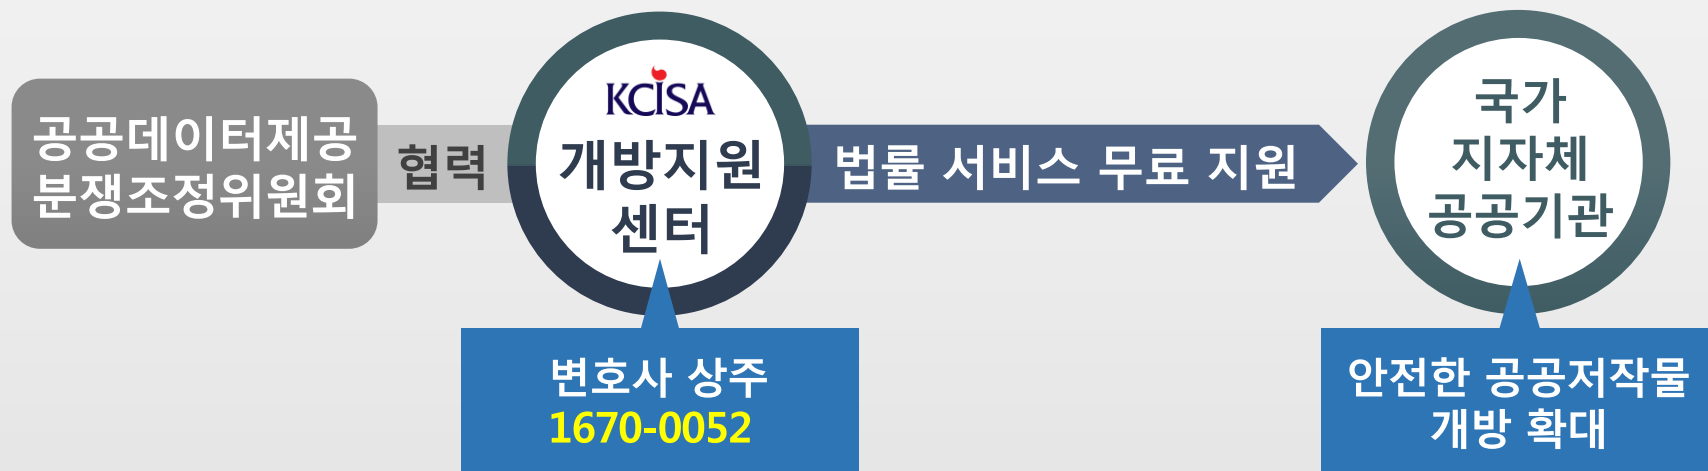 공공데이터제공
분쟁조정위원회
협력
KCISA
개방지원
센터
법률 서비스 무료 지원
국가
지자체
공공기관
변호사 상주
1670-0052
안전한 공공저작물
개방 확대